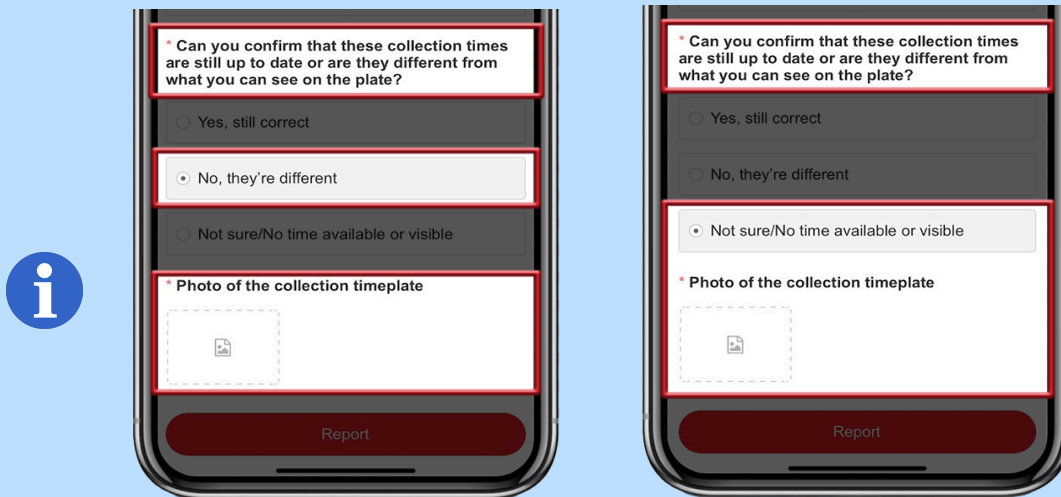 * Can you confirm that these collection times
are still up to date or are they different from
what you can see on the plate?
Yes, still correct
No, they're different
Not sure/No time available or visible
* Photo of the collection timeplate
Report
* Can you confirm that these collection times
are still up to date or are they different from
what you can see on the plate?
Yes, still correct
No, they're different
Not sure/No time available or visible
* Photo of the collection timeplate
Report